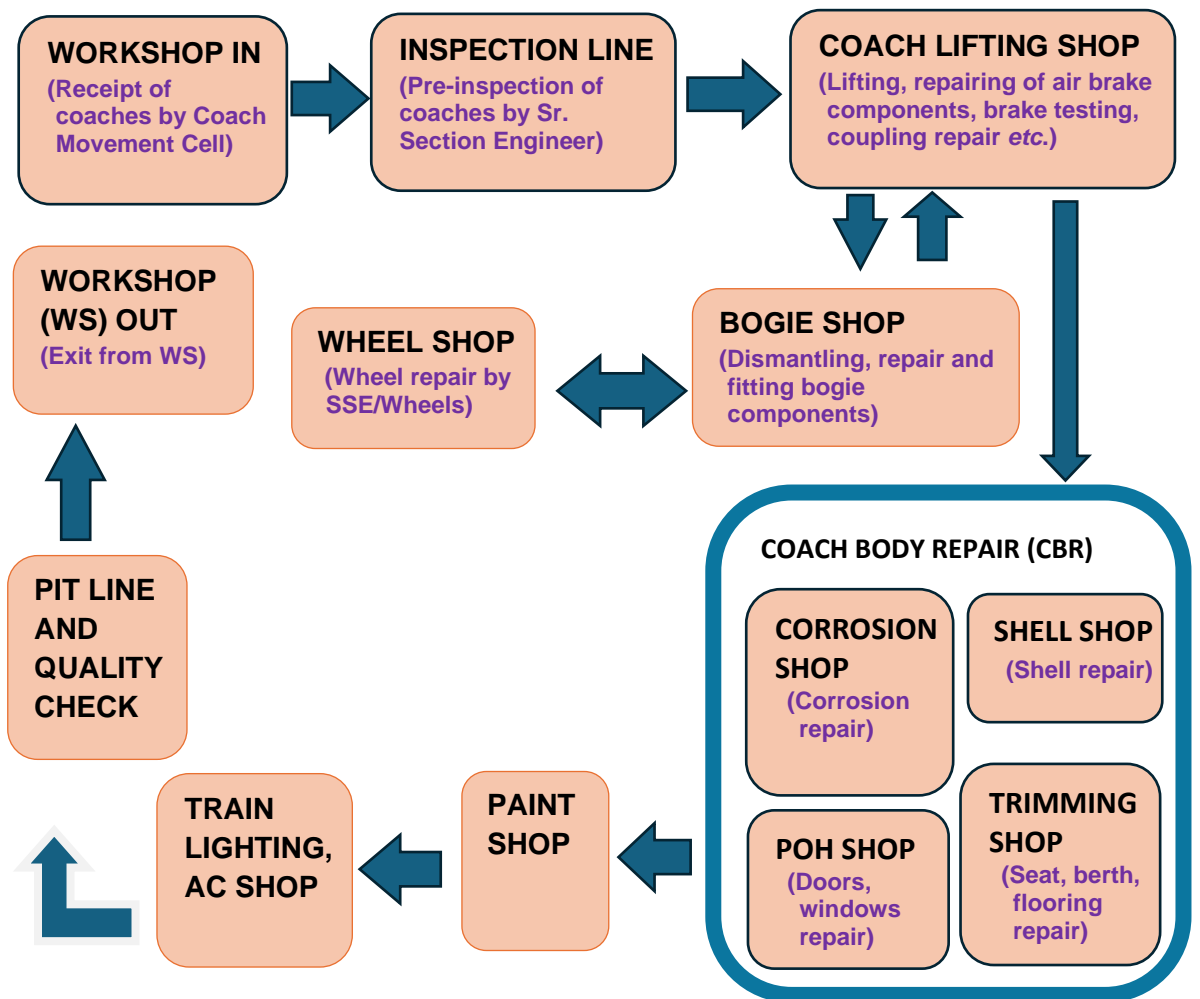 WORKSHOP IN
(Receipt of
coaches by Coach
Movement Cell)
INSPECTION LINE
(Pre-inspection of
coaches by Sr.
Section Engineer)
COACH LIFTING SHOP
(Lifting, repairing of air brake
components, brake testing,
coupling repair etc.)
WORKSHOP
(WS) OUT
(Exit from WS)
WHEEL SHOP
(Wheel repair by
SSE/Wheels)
BOGIE SHOP
(Dismantling, repair and
fitting bogie
components)
COACH BODY REPAIR (CBR)
CORROSION
SHOP
(Corrosion
repair)
SHELL SHOP
(Shell repair)
POH SHOP
(Doors,
windows
repair)
TRIMMING
SHOP
(Seat, berth,
flooring
repair)
PAINT
SHOP
TRAIN
LIGHTING,
AC SHOP
PIT LINE
AND
QUALITY
CHECK